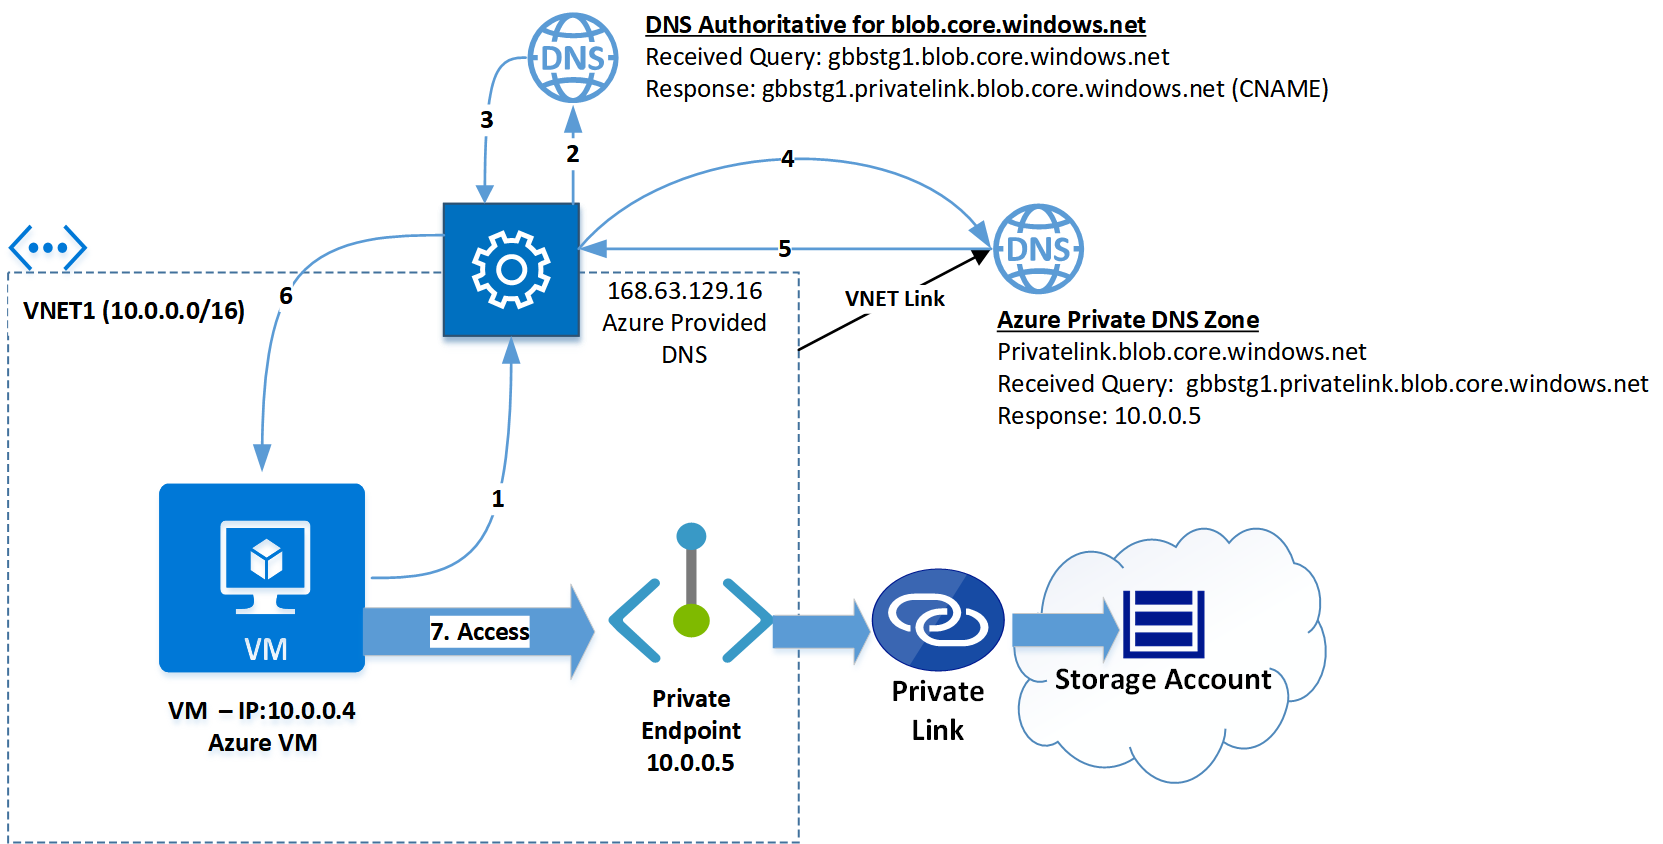 DNS
DNS Authoritative for blob.core.windows.net
Received Query: gbbstg1.blob.core.windows.net
Response: gbbstg1.privatelink.blob.core.windows.net (CNAME)
3
2
4
5
DNS
6
VNET1 (10.0.0.0/16)
168.63.129.16
Azure Provided
DNS
VNET Link
Azure Private DNS Zone
Privatelink.blob.core.windows.net
Received Query:  gbbstg1.privatelink.blob.core.windows.net
Response: 10.0.0.5
1
VM
7. Access
VM – IP:10.0.0.4
Azure VM
Private
Endpoint
10.0.0.5
Private
Link
Storage Account